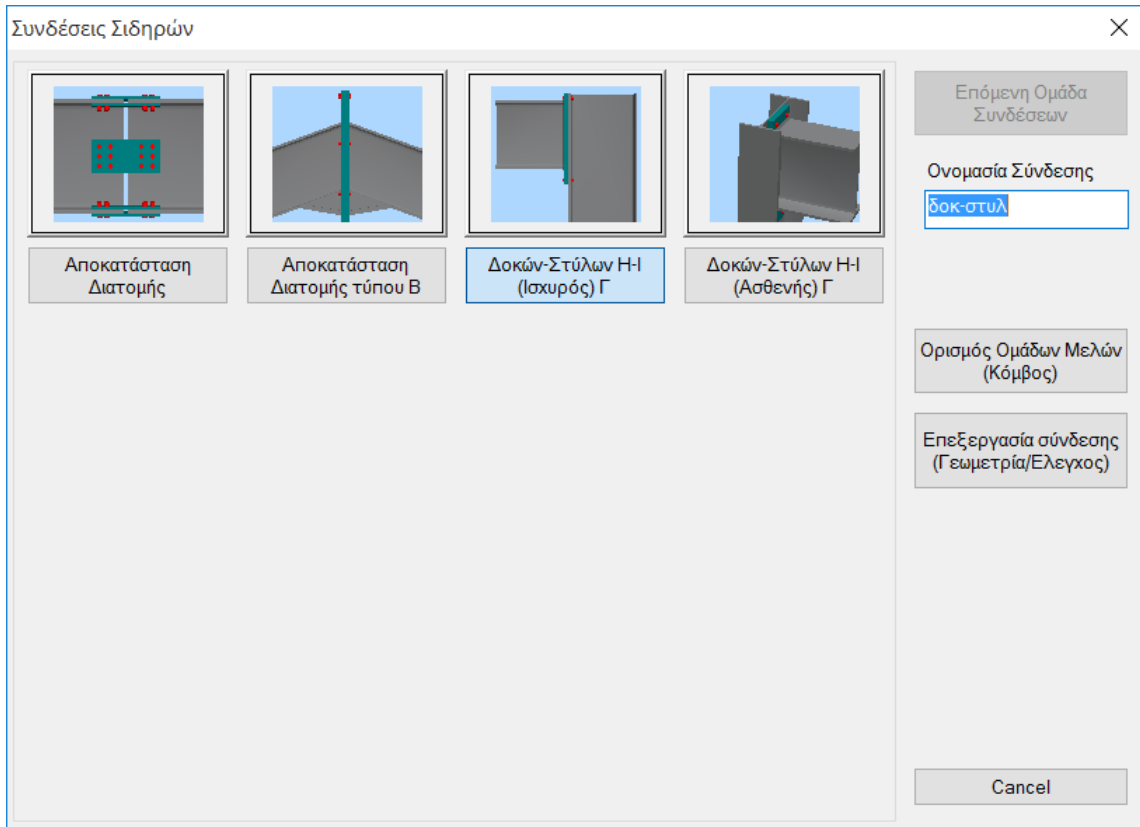 Συνδέσεις Σιδηρών
Αποκατάσταση
Διατομής
Αποκατάσταση
Διατομής τύπου Β
Δοκών-Στύλων Η-Ι
(Ισχυρός) Γ
Δοκών-Στύλων Η-Ι
(Ασθενής) Γ
Επόμενη Ομάδα
Συνδέσεων
Ονομασία Σύνδεσης
δοκ-στυλ
Ορισμός Ομάδων Μελών
(Κόμβος)
Επεξεργασία σύνδεσης
(Γεωμετρία/Ελεγχος)
Cancel